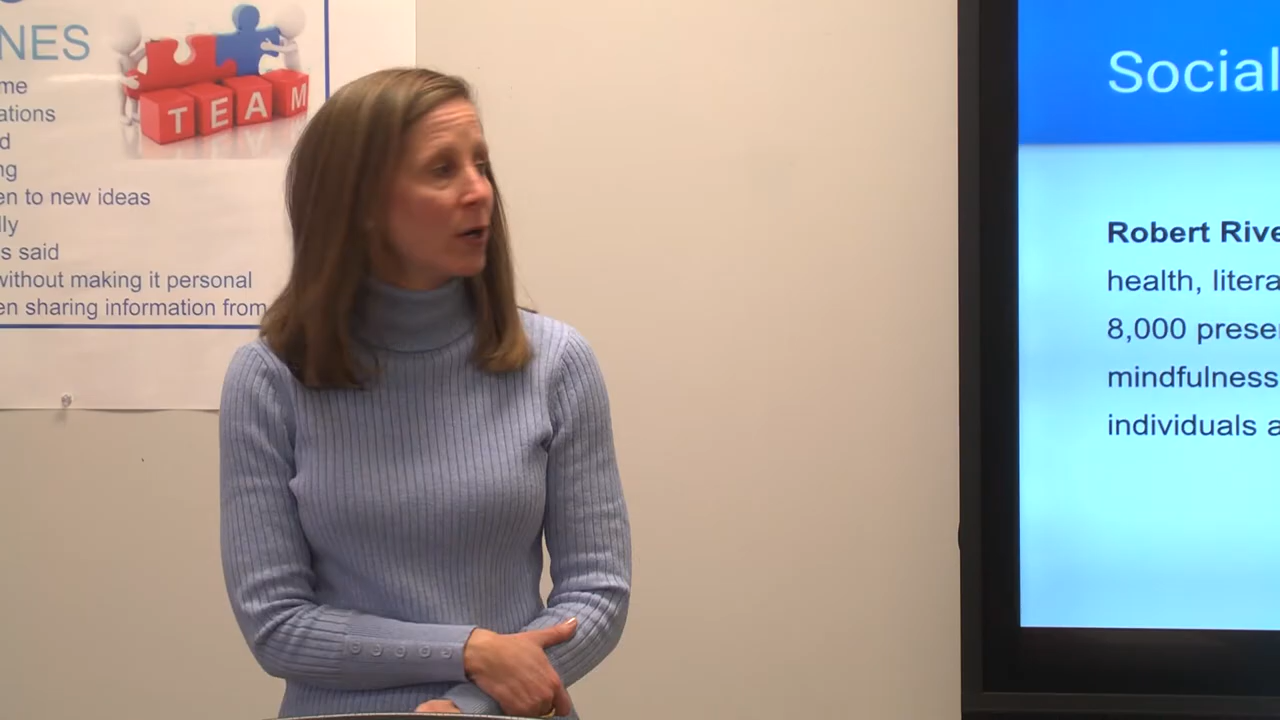 NES
TEAM
me
ations
d
ng
en to new ideas
lly
s said
without making it personal
en sharing information from
Social
Robert Rive
health, litera
8,000 prese
mindfulness
individuals a